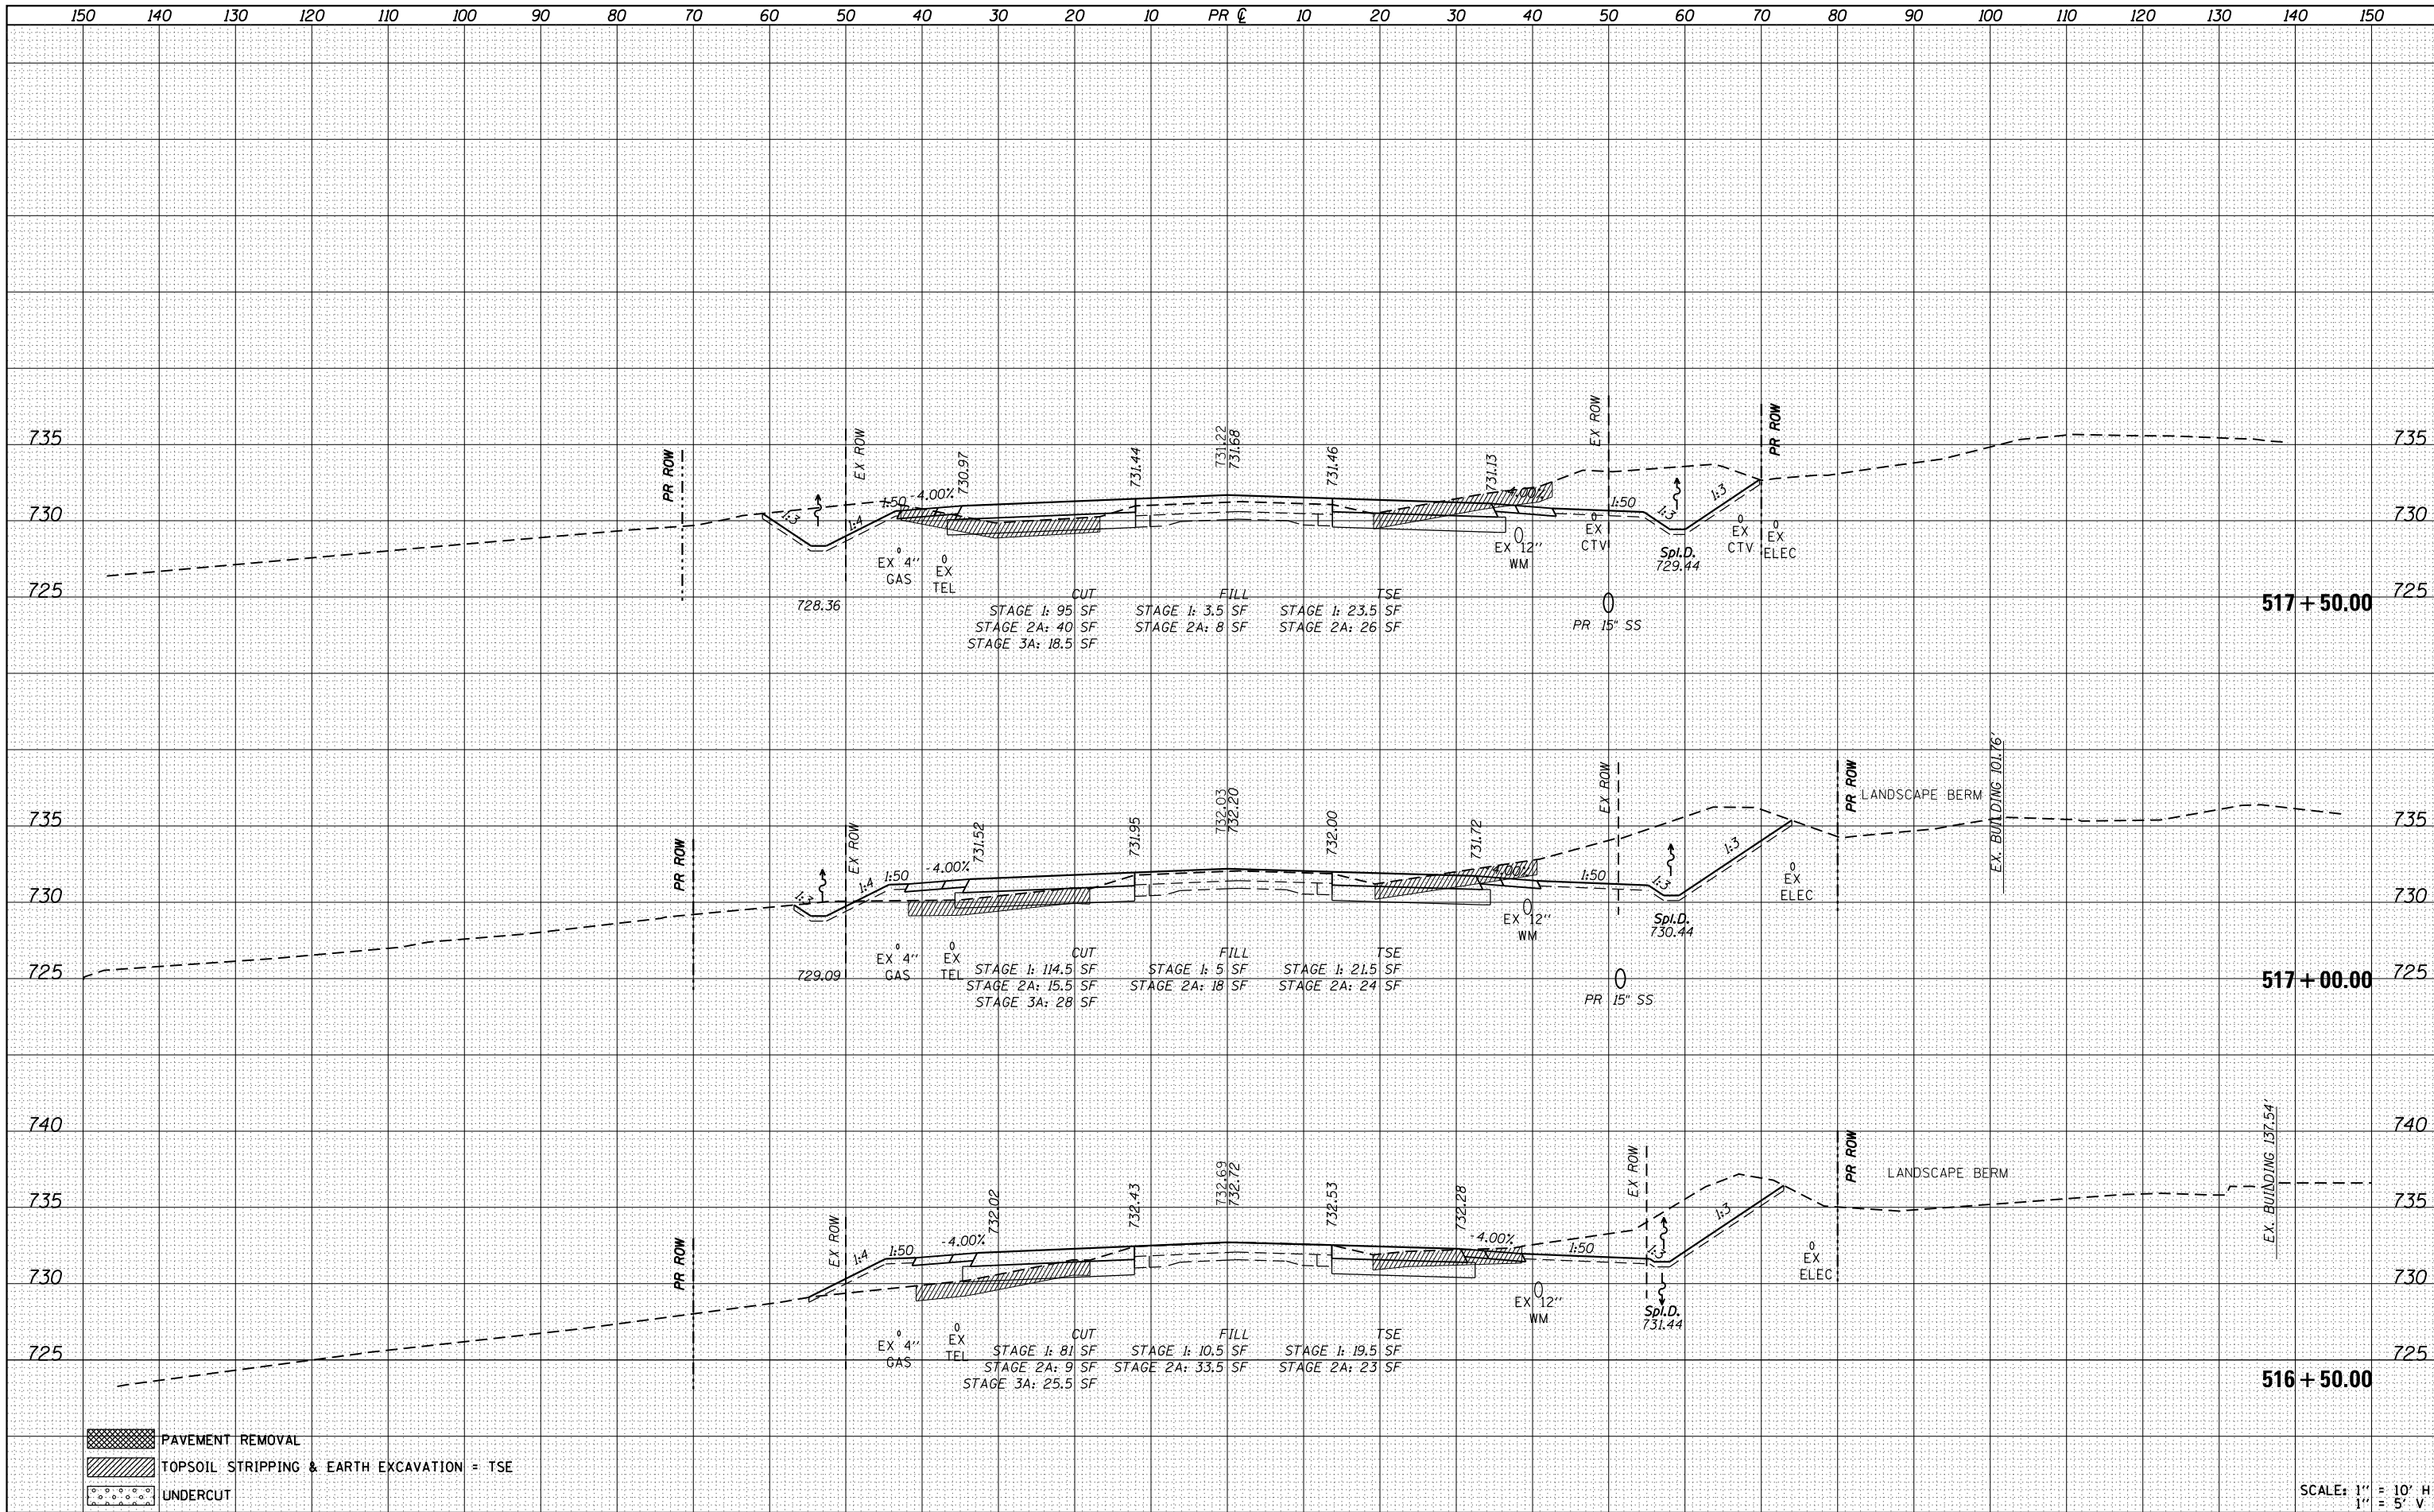 150 140 130 120 110 100 90 80 70 60 50 40 30 20 10 PR ℄ 10 20 30 40 50 60 70 80 90 100 110 120 130 140 150
735 735
730 730
725 725
PR ROW
EX ROW
1:3
1:4
1:50
-4.00%
730.97
731.44
731.22
731.68
731.46
731.13
-4.00%
EX ROW
1:50
1:3
1:3
PR ROW
EX 4" GAS
EX TEL
EX 12" WM
EX CTV
Spl.D.
729.44
EX CTV
EX ELEC
728.36
CUT FILL TSE
STAGE 1: 95 SF STAGE 1: 3.5 SF STAGE 1: 23.5 SF
STAGE 2A: 40 SF STAGE 2A: 8 SF STAGE 2A: 26 SF
STAGE 3A: 18.5 SF
PR 15" SS
517+50.00
735 735
730 730
725 725
PR ROW
EX ROW
1:3
1:4
1:50
-4.00%
731.52
731.95
732.03
732.20
732.00
731.72
-4.00%
EX ROW
1:50
1:3
1:3
PR ROW
LANDSCAPE BERM
EX. BUILDING 101.76'
EX 4" GAS
EX TEL
EX 12" WM
Spl.D.
730.44
EX ELEC
729.09
CUT FILL TSE
STAGE 1: 114.5 SF STAGE 1: 5 SF STAGE 1: 21.5 SF
STAGE 2A: 15.5 SF STAGE 2A: 18 SF STAGE 2A: 24 SF
STAGE 3A: 28 SF
PR 15" SS
517+00.00
740 740
735 735
730 730
725 725
PR ROW
EX ROW
1:4
1:50
-4.00%
732.02
732.43
732.69
732.72
732.53
732.28
-4.00%
EX ROW
1:50
1:3
1:3
PR ROW
LANDSCAPE BERM
EX. BUILDING 137.54'
EX 4" GAS
EX TEL
EX 12" WM
Spl.D.
731.44
EX ELEC
CUT FILL TSE
STAGE 1: 81 SF STAGE 1: 10.5 SF STAGE 1: 19.5 SF
STAGE 2A: 9 SF STAGE 2A: 33.5 SF STAGE 2A: 23 SF
STAGE 3A: 25.5 SF
516+50.00
PAVEMENT REMOVAL
TOPSOIL STRIPPING & EARTH EXCAVATION = TSE
UNDERCUT
SCALE: 1" = 10' H
1" = 5' V